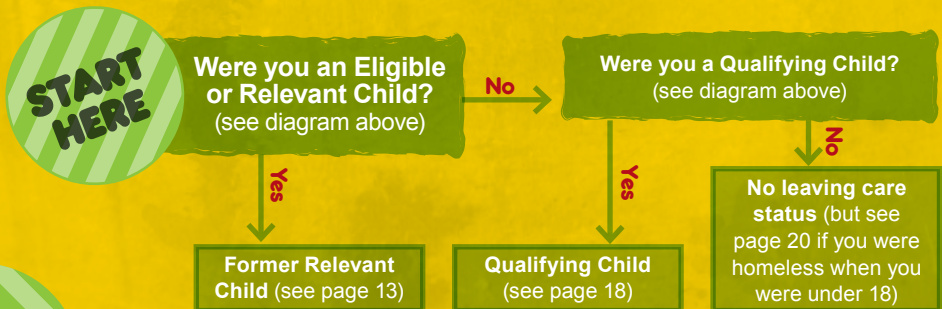 START
HERE
Were you an Eligible
or Relevant Child?
(see diagram above)
No
Were you a Qualifying Child?
(see diagram above)
Yes
Yes
No
Former Relevant
Child (see page 13)
Qualifying Child
(see page 18)
No leaving care
status (but see
page 20 if you were
homeless when you
were under 18)